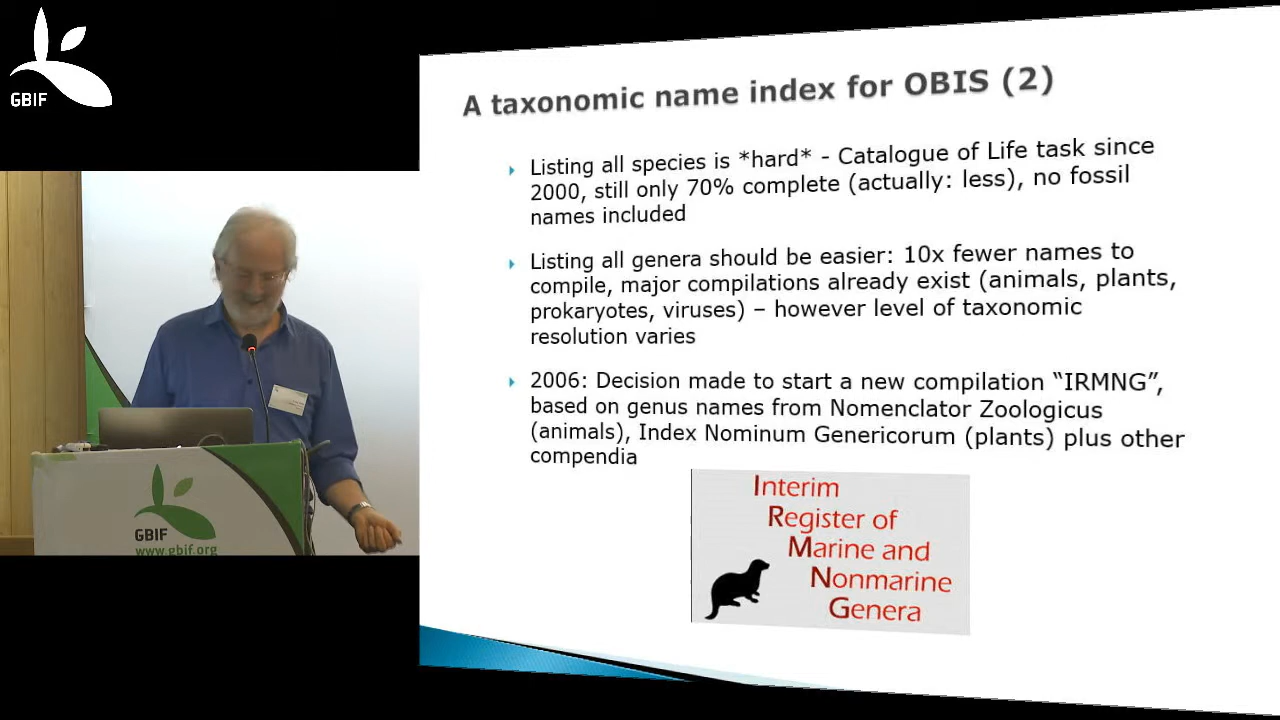 GBIF
A taxonomic name index for OBIS (2)
Listing all species is *hard* - Catalogue of Life task since
2000, still only 70% complete (actually: less), no fossil
names included
Listing all genera should be easier: 10x fewer names to
compile, major compilations already exist (animals, plants,
prokaryotes, viruses) – however level of taxonomic
resolution varies
2006: Decision made to start a new compilation “IRMNG”,
based on genus names from Nomenclator Zoologicus
(animals), Index Nominum Genericorum (plants) plus other
compendia
Interim
Register of
Marine and
Nonmarine
Genera
GBIF
www.gbif.org